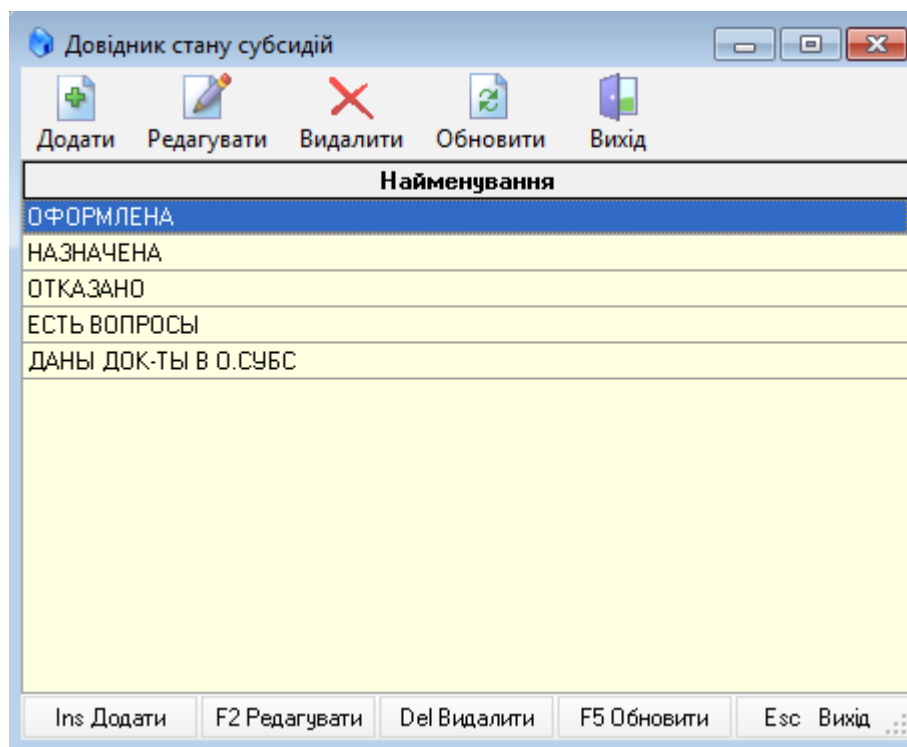 Довідник стану субсидій
Додати Редагувати Видалити Обновити Вихід
Найменування
ОФОРМЛЕНА
НАЗНАЧЕНА
ОТКАЗАНО
ЕСТЬ ВОПРОСЫ
ДАНЫ ДОК-ТЫ В О.СУБС
Ins Додати F2 Редагувати Del Видалити F5 Обновити Esc Вихід